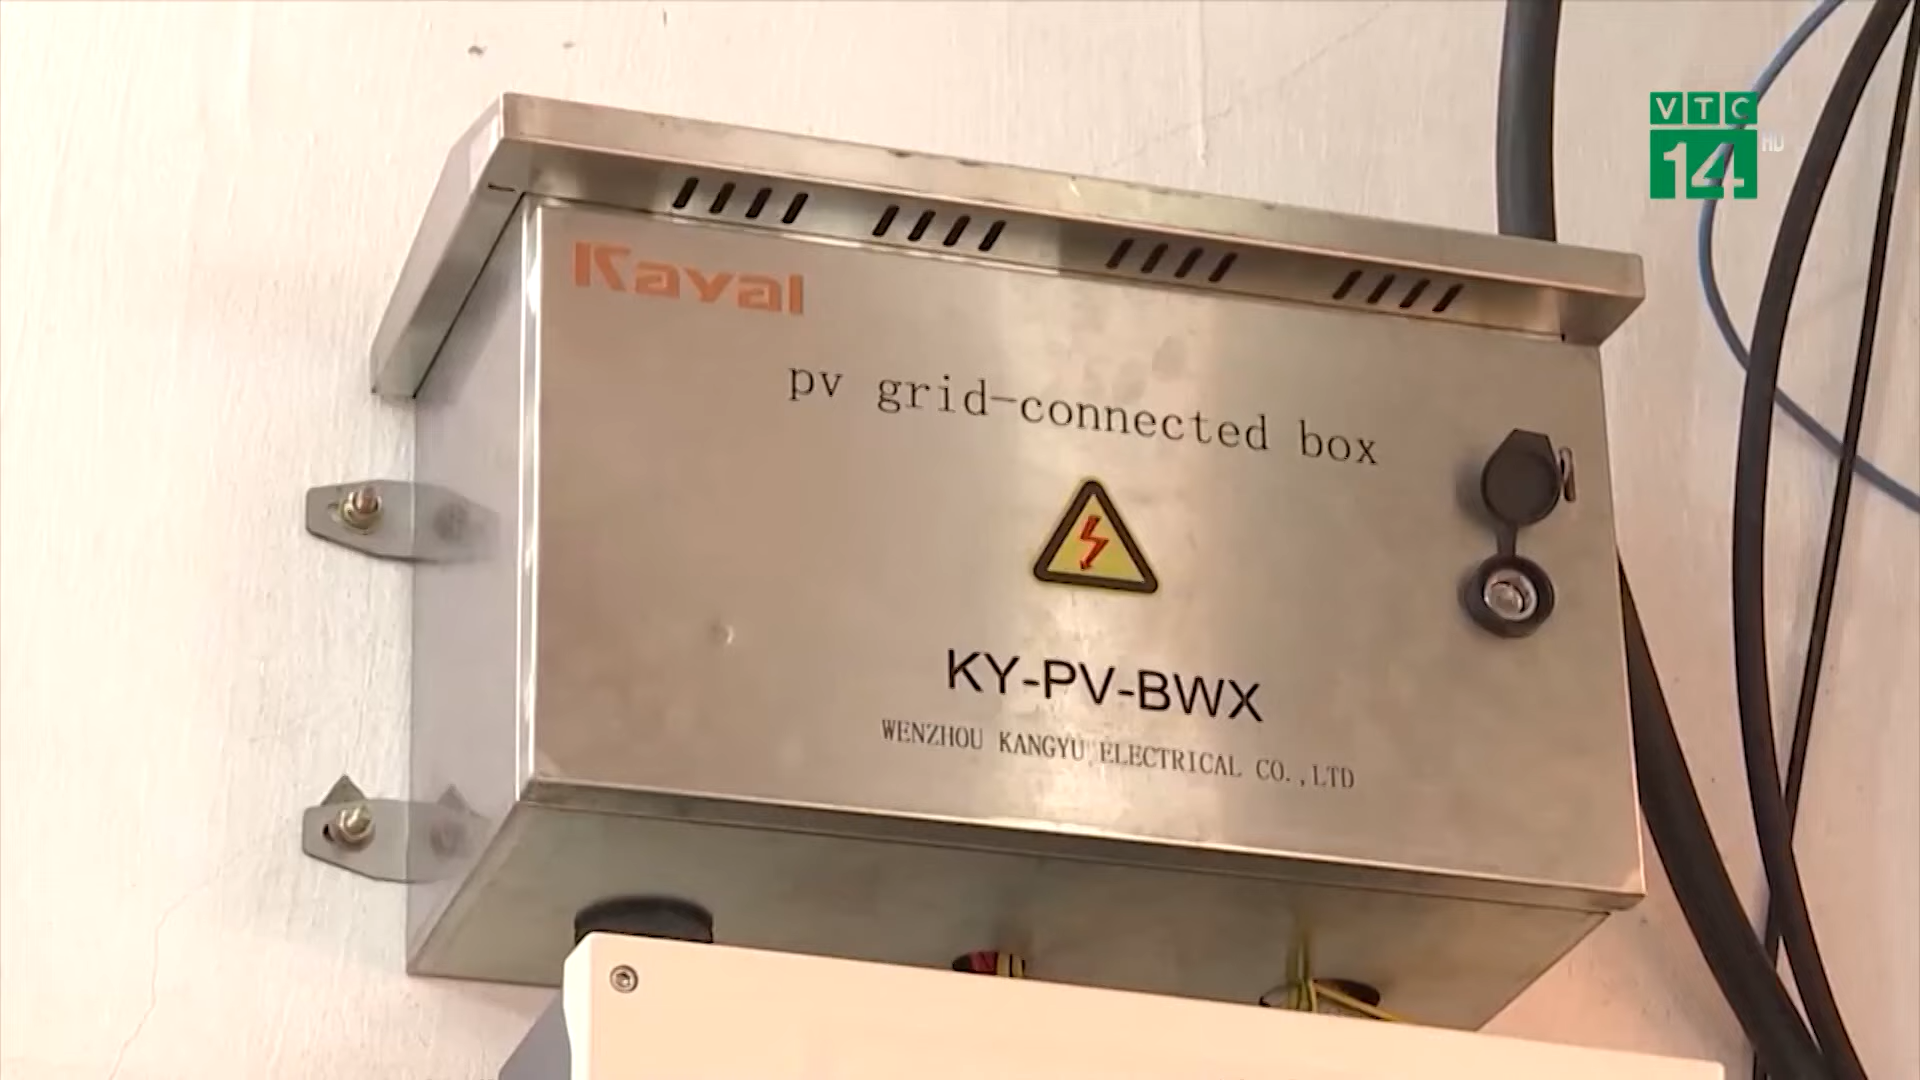 VTC
14 HD
Kayal
pv grid-connected box
KY-PV-BWX
WENZHOU KANGYU ELECTRICAL CO.,LTD